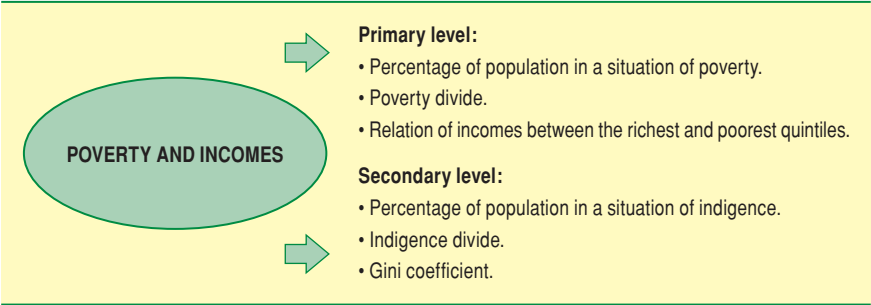 POVERTY AND INCOMES
Primary level:
• Percentage of population in a situation of poverty.
• Poverty divide.
• Relation of incomes between the richest and poorest quintiles.
Secondary level:
• Percentage of population in a situation of indigence.
• Indigence divide.
• Gini coefficient.